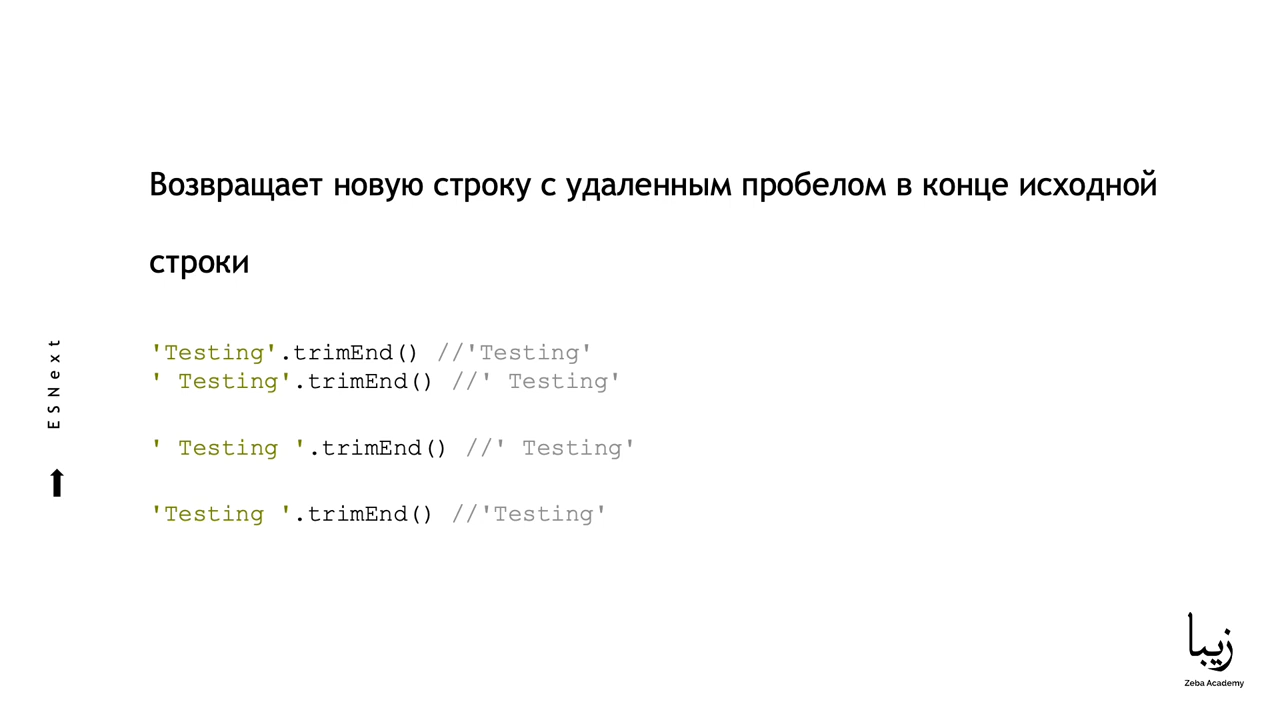 Возвращает новую строку с удаленным пробелом в конце исходной
строки
'Testing'.trimEnd() //'Testing'
' Testing'.trimEnd() //' Testing'
' Testing '.trimEnd() //' Testing'
'Testing '.trimEnd() //'Testing'
ESNext
زيبا
Zeba Academy